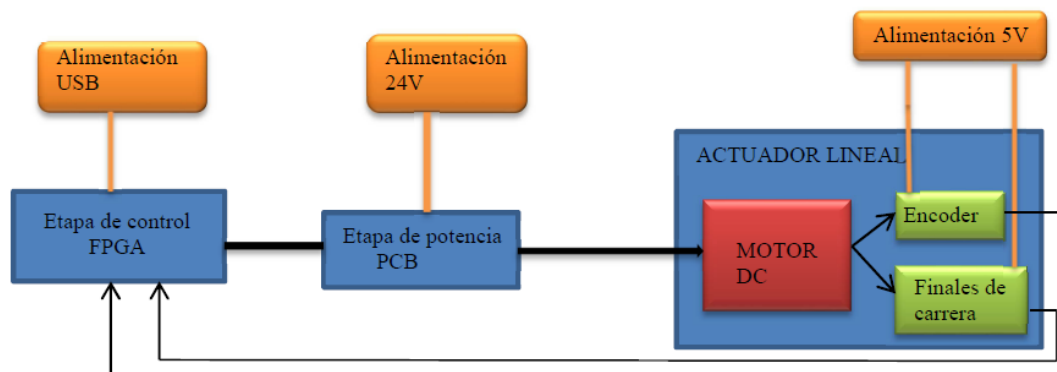 Alimentación
USB
Alimentación
24V
Alimentación 5V
ACTUADOR LINEAL
Etapa de control
FPGA
Etapa de potencia
PCB
MOTOR
DC
Encoder
Finales de
carrera